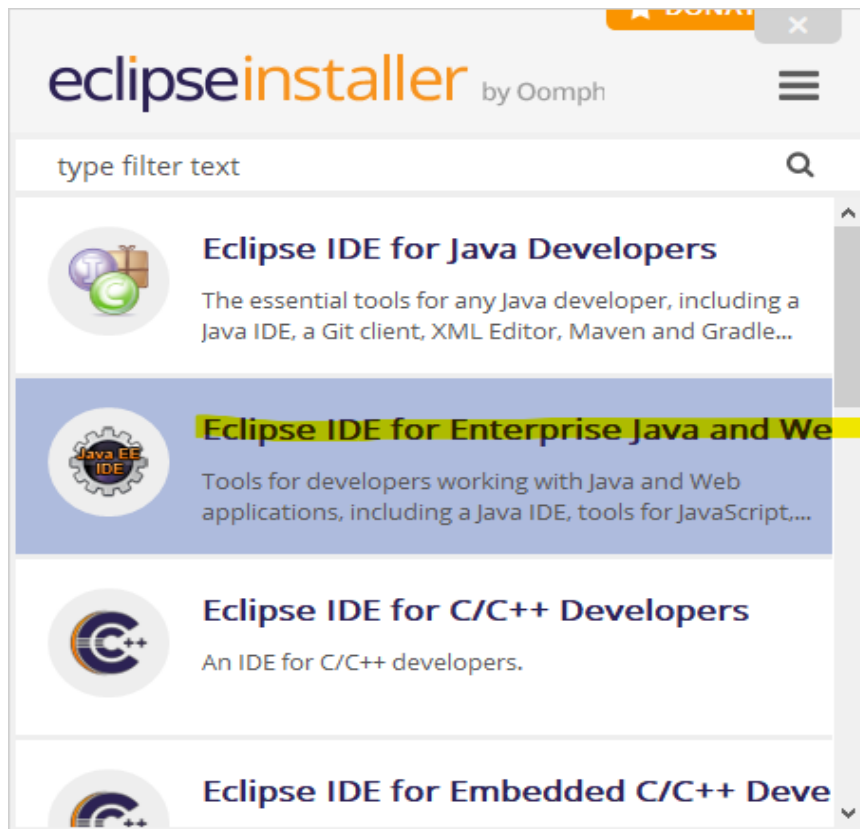 DONAT
eclipseinstaller by Oomph
type filter text
Eclipse IDE for Java Developers
The essential tools for any Java developer, including a
Java IDE, a Git client, XML Editor, Maven and Gradle...
Java EE
IDE
Eclipse IDE for Enterprise Java and We
Tools for developers working with Java and Web
applications, including a Java IDE, tools for JavaScript,...
C++
Eclipse IDE for C/C++ Developers
An IDE for C/C++ developers.
C++
Eclipse IDE for Embedded C/C++ Deve